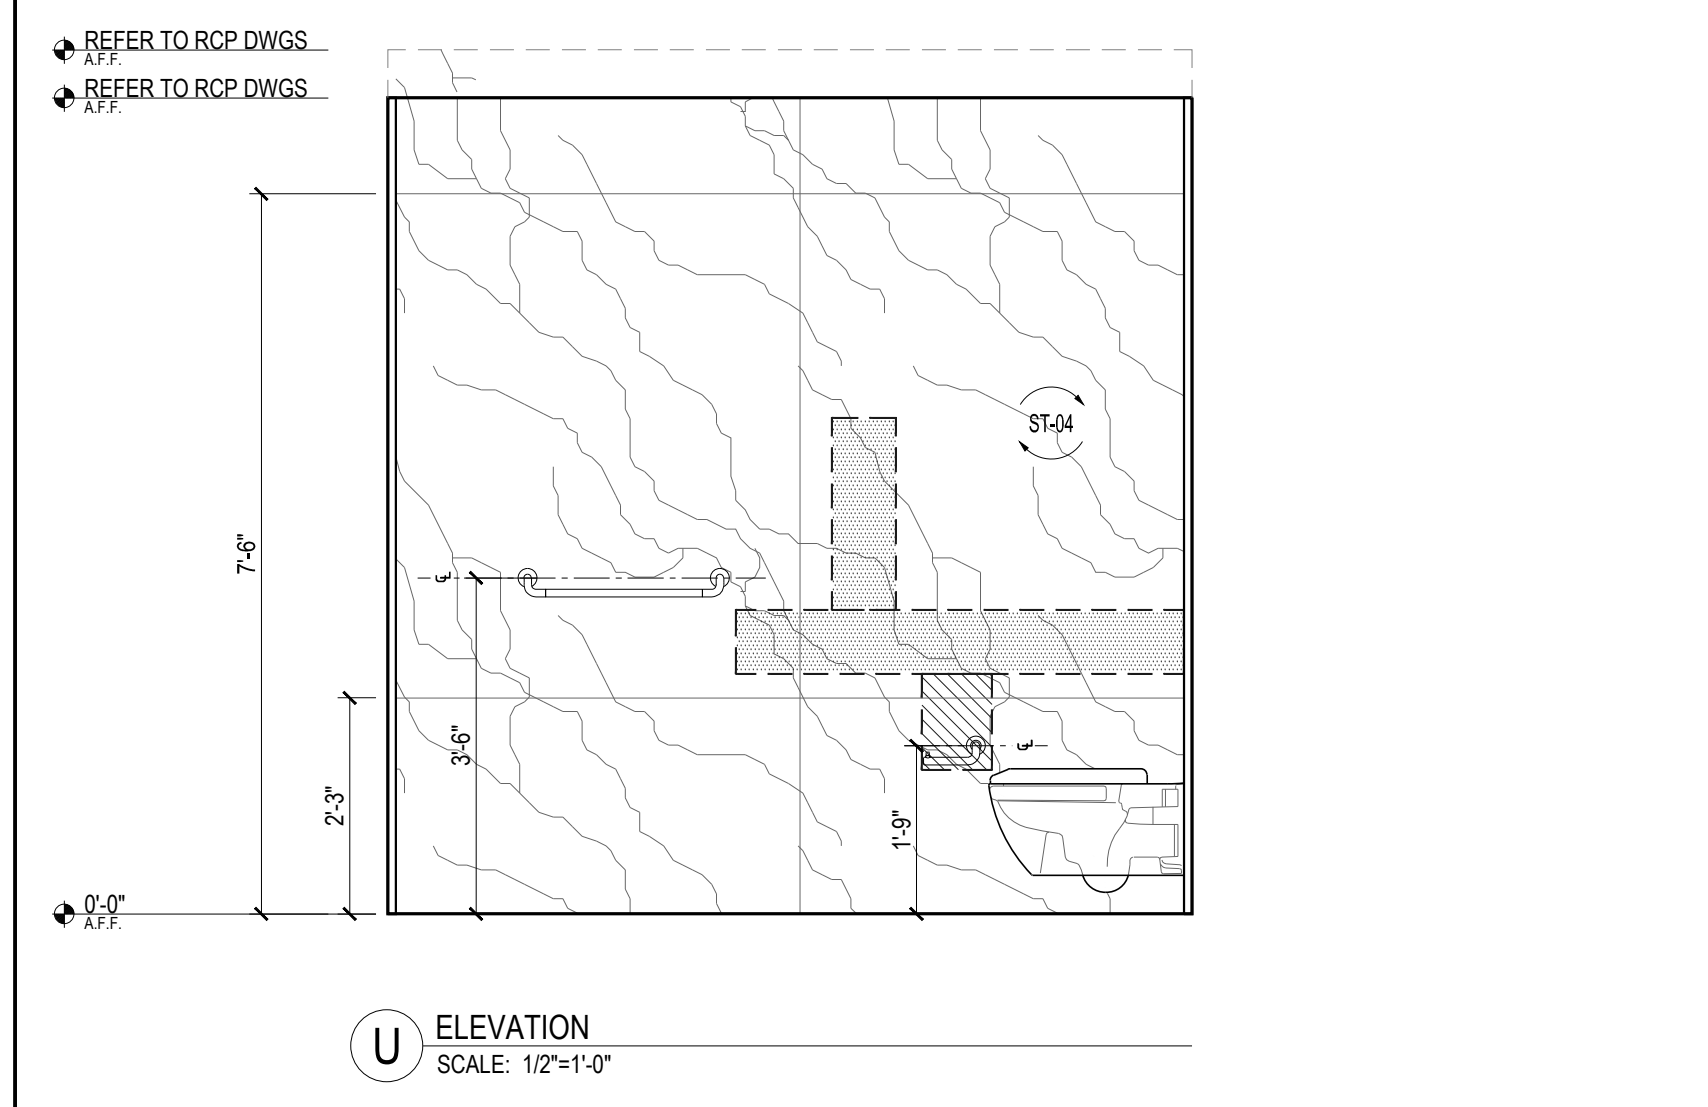 REFER TO RCP DWGS
A.F.F.
REFER TO RCP DWGS
A.F.F.
ST-04
7'-6"
℄
3'-6"
℄
2'-3"
1'-9"
0'-0"
A.F.F.
U
ELEVATION
SCALE: 1/2"=1'-0"